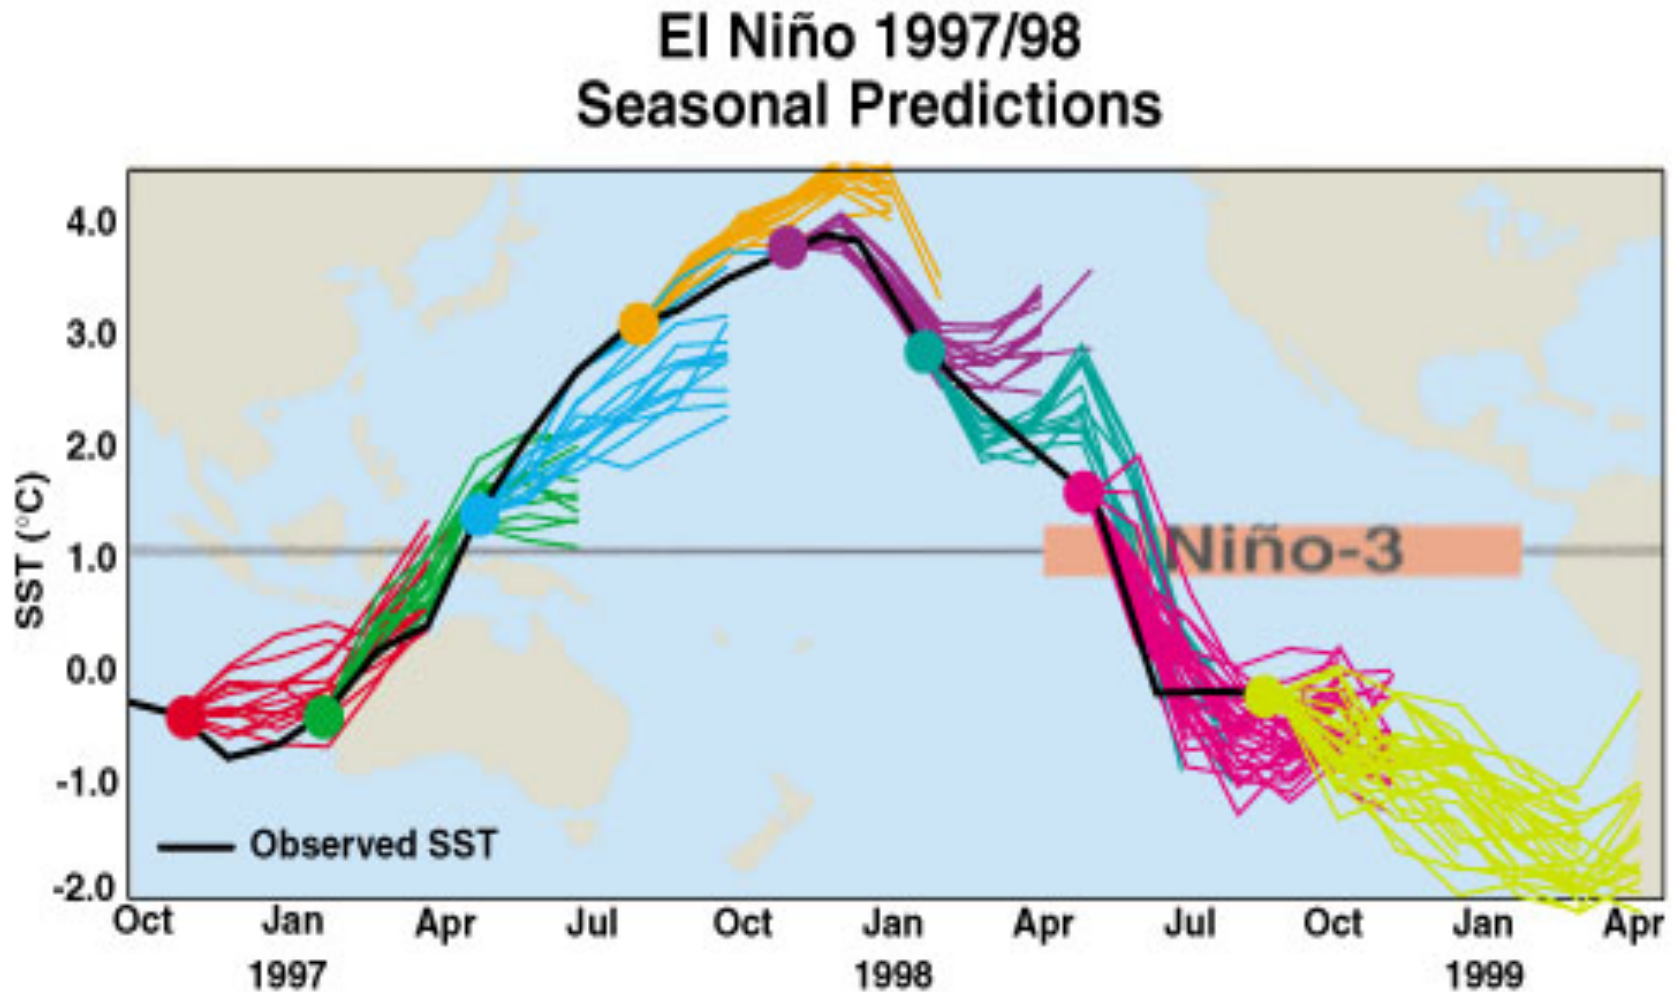 El Niño 1997/98
Seasonal Predictions
4.0
3.0
2.0
1.0
0.0
-1.0
-2.0
SST (°C)
Niño-3
Observed SST
Oct Jan Apr Jul Oct Jan Apr Jul Oct Jan Apr
1997 1998 1999